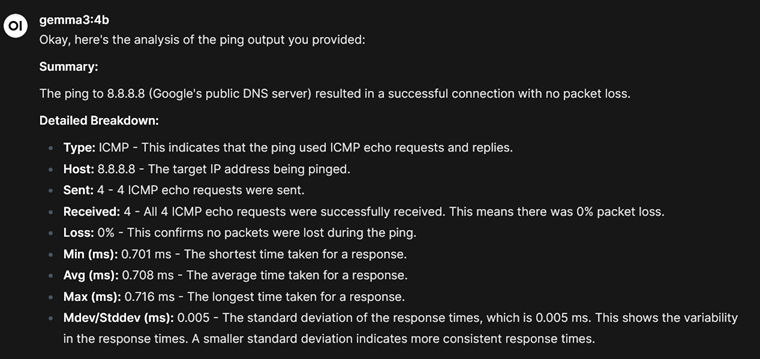 OI
gemma3:4b
Okay, here's the analysis of the ping output you provided:
Summary:
The ping to 8.8.8.8 (Google's public DNS server) resulted in a successful connection with no packet loss.
Detailed Breakdown:
• Type: ICMP - This indicates that the ping used ICMP echo requests and replies.
• Host: 8.8.8.8 - The target IP address being pinged.
• Sent: 4 - 4 ICMP echo requests were sent.
• Received: 4 - All 4 ICMP echo requests were successfully received. This means there was 0% packet loss.
• Loss: 0% - This confirms no packets were lost during the ping.
• Min (ms): 0.701 ms - The shortest time taken for a response.
• Avg (ms): 0.708 ms - The average time taken for a response.
• Max (ms): 0.716 ms - The longest time taken for a response.
• Mdev/Stddev (ms): 0.005 - The standard deviation of the response times, which is 0.005 ms. This shows the variability
in the response times. A smaller standard deviation indicates more consistent response times.